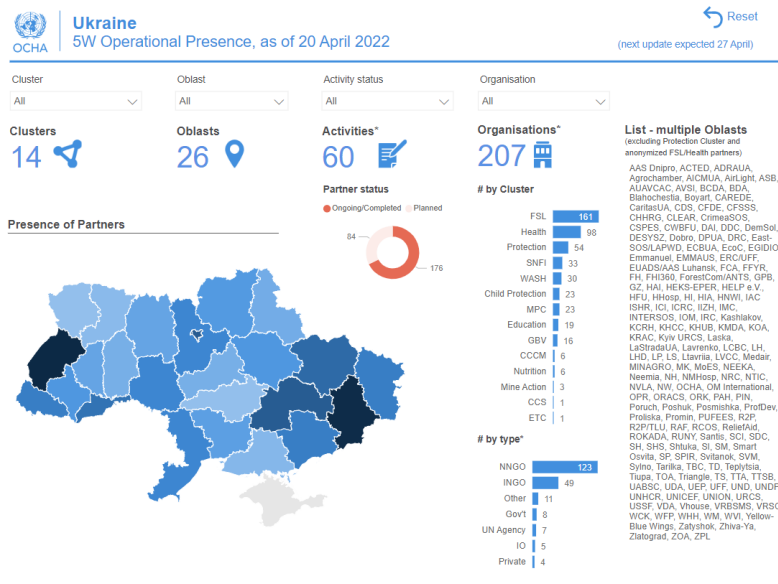 OCHA
Ukraine
5W Operational Presence, as of 20 April 2022
Reset
(next update expected 27 April)
Cluster
All
Oblast
All
Activity status
All
Organisation
All
Clusters
14
Oblasts
26
Activities*
60
Organisations*
207
Partner status
Ongoing/Completed Planned
84
176
Presence of Partners
# by Cluster
FSL 161
Health 98
Protection 54
SNFI 33
WASH 30
Child Protection 23
MPC 23
Education 19
GBV 16
CCCM 6
Nutrition 6
Mine Action 3
CCS 1
ETC 1
# by type*
NNGO 123
INGO 49
Other 11
Gov't 8
UN Agency 7
IO 5
Private 4
List - multiple Oblasts
(excluding Protection Cluster and
anonymized FSL/Health partners)
AAS Dnipro, ACTED, ADRAUA,
Agrochamber, AICMUA, AirLight, ASB,
AUAVCAC, AVSI, BCDA, BDA,
Blahochestia, Boyart, CAREDE,
CaritasUA, CDS, CFDE, CFSSS,
CHHRG, CLEAR, CrimeaSOS,
CSPES, CWBFU, DAI, DDC, DemSol,
DESYSZ, Dobro, DPUA, DRC, East-
SOS/LAPWD, ECBUA, EcoC, EGIDIO,
Emmanuel, EMMAUS, ERC/UFF,
EUADS/AAS Luhansk, FCA, FFYR,
FH, FHI360, ForestCom/ANTS, GPB,
GZ, HAI, HEKS-EPER, HELP e.V.,
HFU, HHosp, HI, HIA, HNWI, IAC
ISHR, ICI, ICRC, IIZH, IMC,
INTERSOS, IOM, IRC, Kashlakov,
KCRH, KHCC, KHUB, KMDA, KOA,
KRAC, Kyiv URCS, Laska,
LaStradaUA, Lavrenko, LCBC, LH,
LHD, LP, LS, Ltavriia, LVCC, Medair,
MINAGRO, MK, MoES, NEEKA,
Neemia, NH, NMHosp, NRC, NTIC,
NVLA, NW, OCHA, OM International,
OPR, ORACS, ORK, PAH, PIN,
Poruch, Poshuk, Posmishka, ProfDev,
Proliska, Promin, PUFEES, R2P,
R2P/TLU, RAF, RCOS, ReliefAid,
ROKADA, RUNY, Santis, SCI, SDC,
SH, SHS, Shtuka, SI, SM, Smart
Osvita, SP, SPIR, Svitanok, SVM,
Sylno, Tarilka, TBC, TD, Teplytsia,
Tiupa, TOA, Triangle, TS, TTA, TTSB,
UABSC, UDA, UEP, UFF, UND, UNDP,
UNHCR, UNICEF, UNION, URCS,
USSF, VDA, Vhouse, VRBSMS, VRSO,
WCK, WFP, WHH, WM, WVI, Yellow-
Blue Wings, Zatyshok, Zhiva-Ya,
Zlatograd, ZOA, ZPL